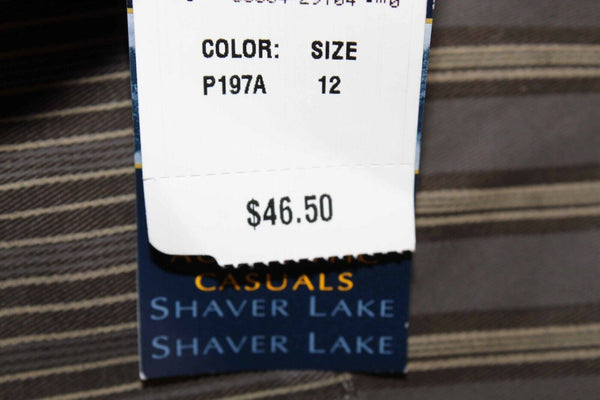 COLOR: SIZE
P197A 12
$46.50
CASUALS
SHAVER LAKE
SHAVER LAKE